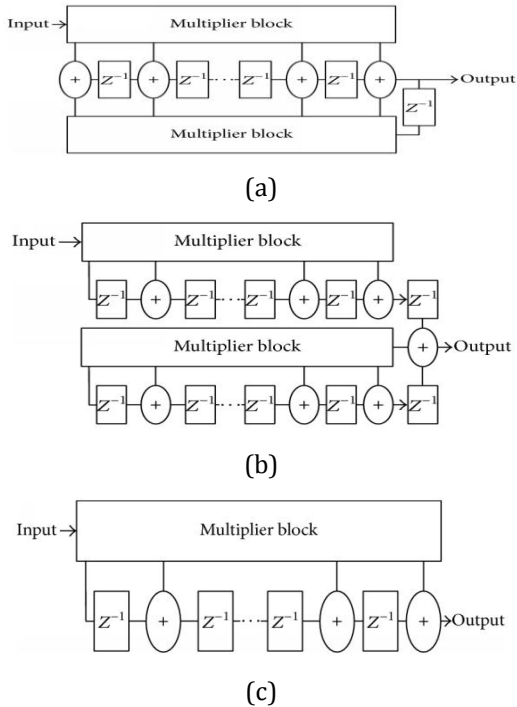 Input
Multiplier block
+ Z⁻¹ + Z⁻¹ ... Z⁻¹ + Z⁻¹ + Output
Z⁻¹
Multiplier block
(a)
Input
Multiplier block
Z⁻¹ + Z⁻¹ ... Z⁻¹ + Z⁻¹ + Z⁻¹
Multiplier block
+ Output
Z⁻¹ + Z⁻¹ ... Z⁻¹ + Z⁻¹ + Z⁻¹
(b)
Input
Multiplier block
Z⁻¹ + Z⁻¹ ... Z⁻¹ + Z⁻¹ + Output
(c)